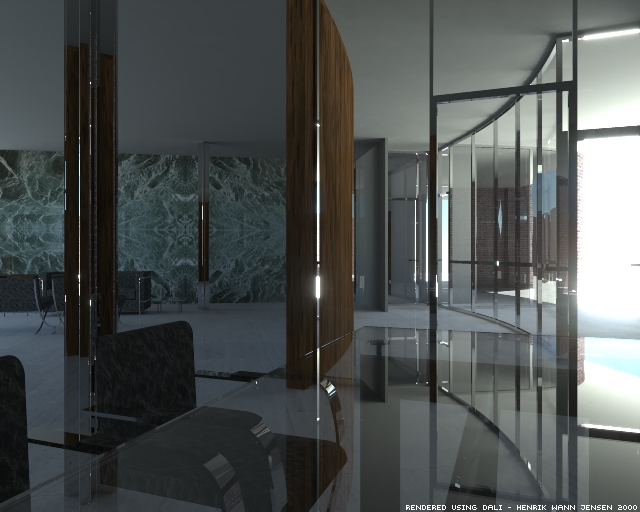 RENDERED USING DALI - HENRIK WANN JENSEN 2000